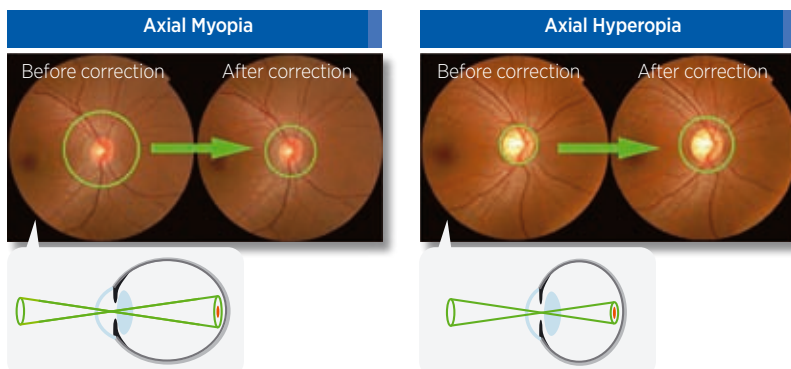 Axial Myopia
Before correction
After correction
Axial Hyperopia
Before correction
After correction